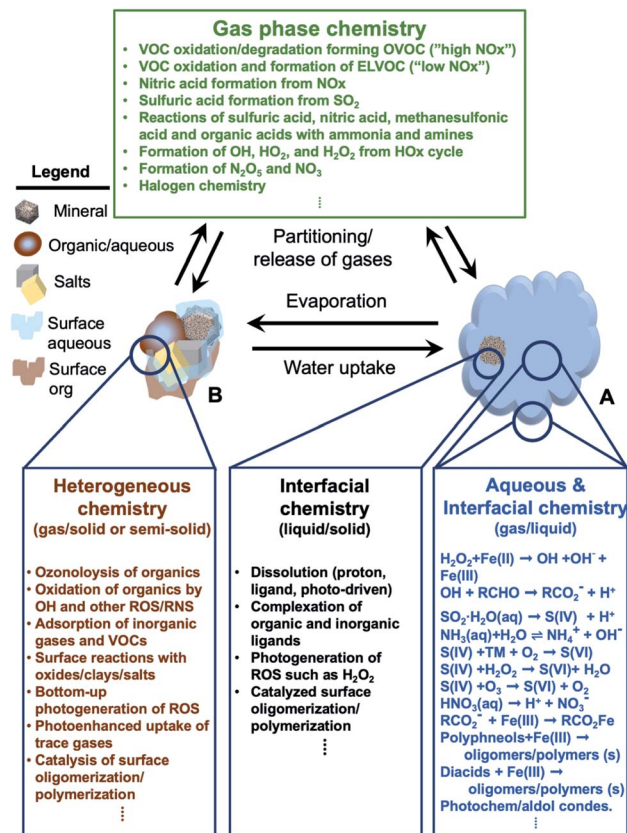 Gas phase chemistry
• VOC oxidation/degradation forming OVOC ("high NOx")
• VOC oxidation and formation of ELVOC ("low NOx")
• Nitric acid formation from NOx
• Sulfuric acid formation from SO₂
• Reactions of sulfuric acid, nitric acid, methanesulfonic
acid and organic acids with ammonia and amines
• Formation of OH, HO₂, and H₂O₂ from HOx cycle
• Formation of N₂O₅ and NO₃
• Halogen chemistry
⋮
Legend
Mineral
Organic/aqueous
Salts
Surface
aqueous
Surface
org
Partitioning/
release of gases
Evaporation
Water uptake
B
A
Heterogeneous
chemistry
(gas/solid or semi-solid)
• Ozonoloysis of organics
• Oxidation of organics by
OH and other ROS/RNS
• Adsorption of inorganic
gases and VOCs
• Surface reactions with
oxides/clays/salts
• Bottom-up
photogeneration of ROS
• Photoenhanced uptake of
trace gases
• Catalysis of surface
oligomerization/
polymerization
⋮
Interfacial
chemistry
(liquid/solid)
• Dissolution (proton,
ligand, photo-driven)
• Complexation of
organic and inorganic
ligands
• Photogeneration of
ROS such as H₂O₂
• Catalyzed surface
oligomerization/
polymerization
⋮
Aqueous &
Interfacial chemistry
(gas/liquid)
H₂O₂+Fe(II) → OH +OH⁻ +
Fe(III)
OH + RCHO → RCO₂⁻ + H⁺
SO₂·H₂O(aq) → S(IV) + H⁺
NH₃(aq)+H₂O ⇌ NH₄⁺ + OH⁻
S(IV) +TM + O₂ → S(VI)
S(IV) +H₂O₂ → S(VI)+ H₂O
S(IV) +O₃ → S(VI) + O₂
HNO₃(aq) → H⁺ + NO₃⁻
RCO₂⁻ + Fe(III) → RCO₂Fe
Polyphneols+Fe(III) →
oligomers/polymers (s)
Diacids + Fe(III) →
oligomers/polymers (s)
Photochem/aldol condes.
⋮